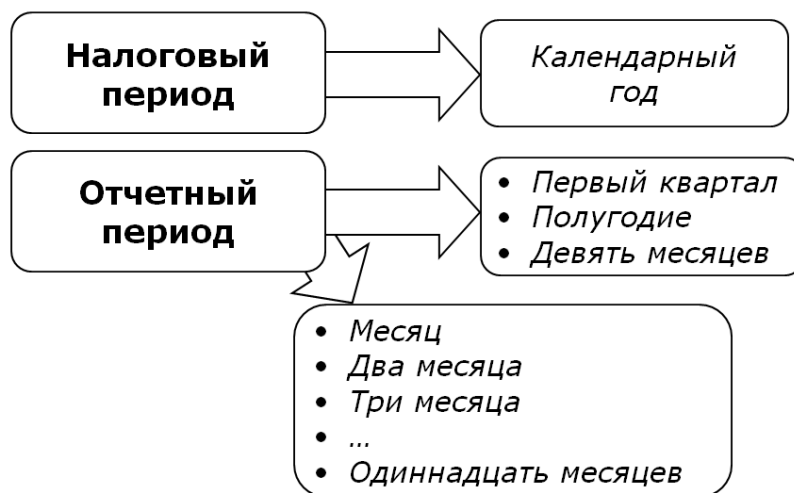 Налоговый
период
Календарный
год
Отчетный
период
• Первый квартал
• Полугодие
• Девять месяцев
• Месяц
• Два месяца
• Три месяца
• ...
• Одиннадцать месяцев